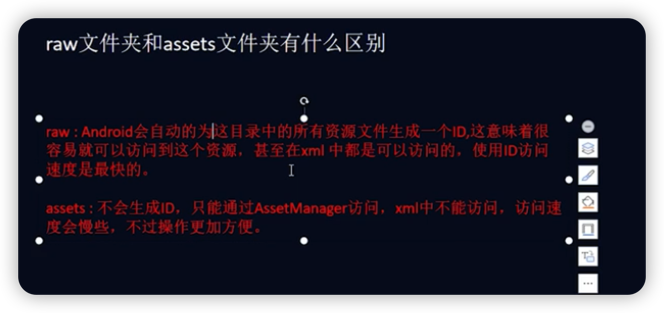 raw文件夹和assets文件夹有什么区别
raw : Android会自动的为这目录中的所有资源文件生成一个ID,这意味着很
容易就可以访问到这个资源，甚至在xml 中都是可以访问的，使用ID访问
速度是最快的。
assets : 不会生成ID，只能通过AssetManager访问，xml中不能访问，访问速
度会慢些，不过操作更加方便。